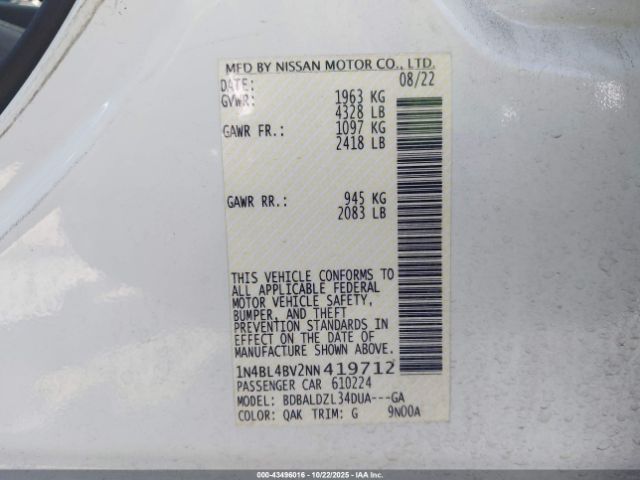 MFD BY NISSAN MOTOR CO., LTD.
DATE: 08/22
GVWR: 1963 KG
4328 LB
GAWR FR.: 1097 KG
2418 LB
GAWR RR.: 945 KG
2083 LB
THIS VEHICLE CONFORMS TO
ALL APPLICABLE FEDERAL
MOTOR VEHICLE SAFETY,
BUMPER, AND THEFT
PREVENTION STANDARDS IN
EFFECT ON THE DATE OF
MANUFACTURE SHOWN ABOVE.
1N4BL4BV2NN419712
PASSENGER CAR 610224
MODEL: BDBALDZL34DUA---GA
COLOR: QAK TRIM: G 9N00A
000-43496016 - 10/22/2025 - IAAI.COM